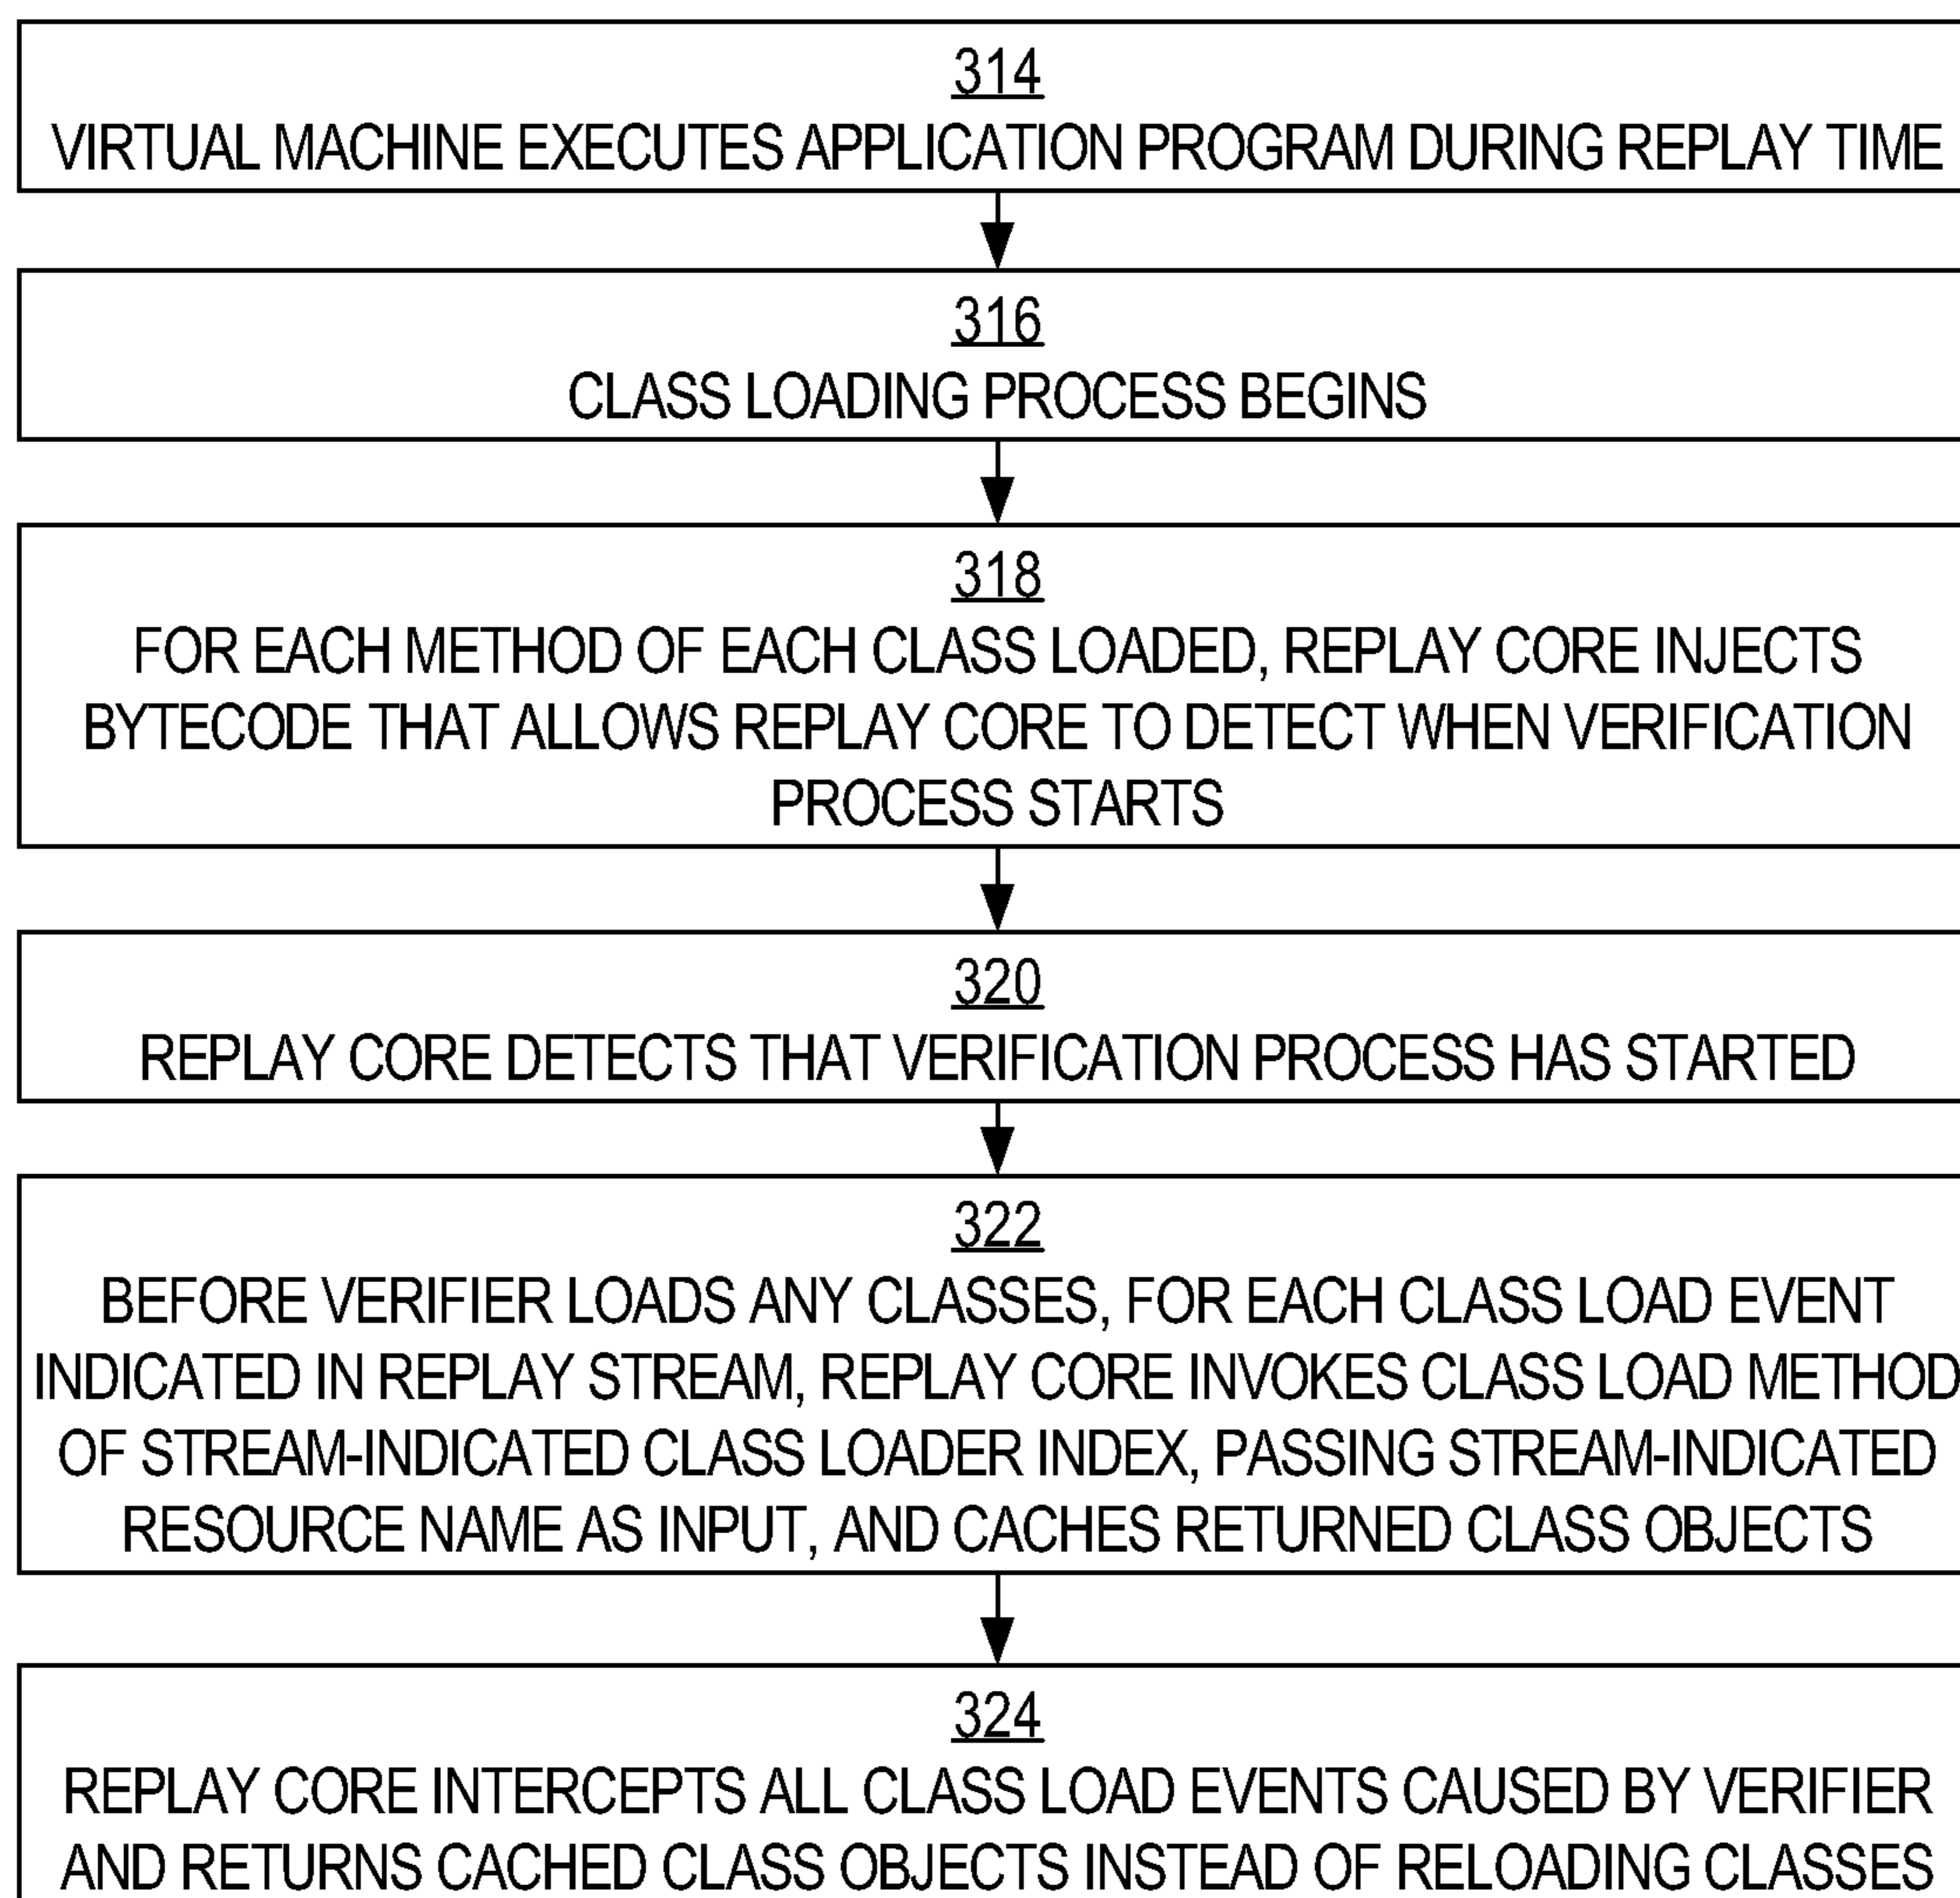 314
VIRTUAL MACHINE EXECUTES APPLICATION PROGRAM DURING REPLAY TIME
316
CLASS LOADING PROCESS BEGINS
318
FOR EACH METHOD OF EACH CLASS LOADED, REPLAY CORE INJECTS
BYTECODE THAT ALLOWS REPLAY CORE TO DETECT WHEN VERIFICATION
PROCESS STARTS
320
REPLAY CORE DETECTS THAT VERIFICATION PROCESS HAS STARTED
322
BEFORE VERIFIER LOADS ANY CLASSES, FOR EACH CLASS LOAD EVENT
INDICATED IN REPLAY STREAM, REPLAY CORE INVOKES CLASS LOAD METHOD
OF STREAM-INDICATED CLASS LOADER INDEX, PASSING STREAM-INDICATED
RESOURCE NAME AS INPUT, AND CACHES RETURNED CLASS OBJECTS
324
REPLAY CORE INTERCEPTS ALL CLASS LOAD EVENTS CAUSED BY VERIFIER
AND RETURNS CACHED CLASS OBJECTS INSTEAD OF RELOADING CLASSES